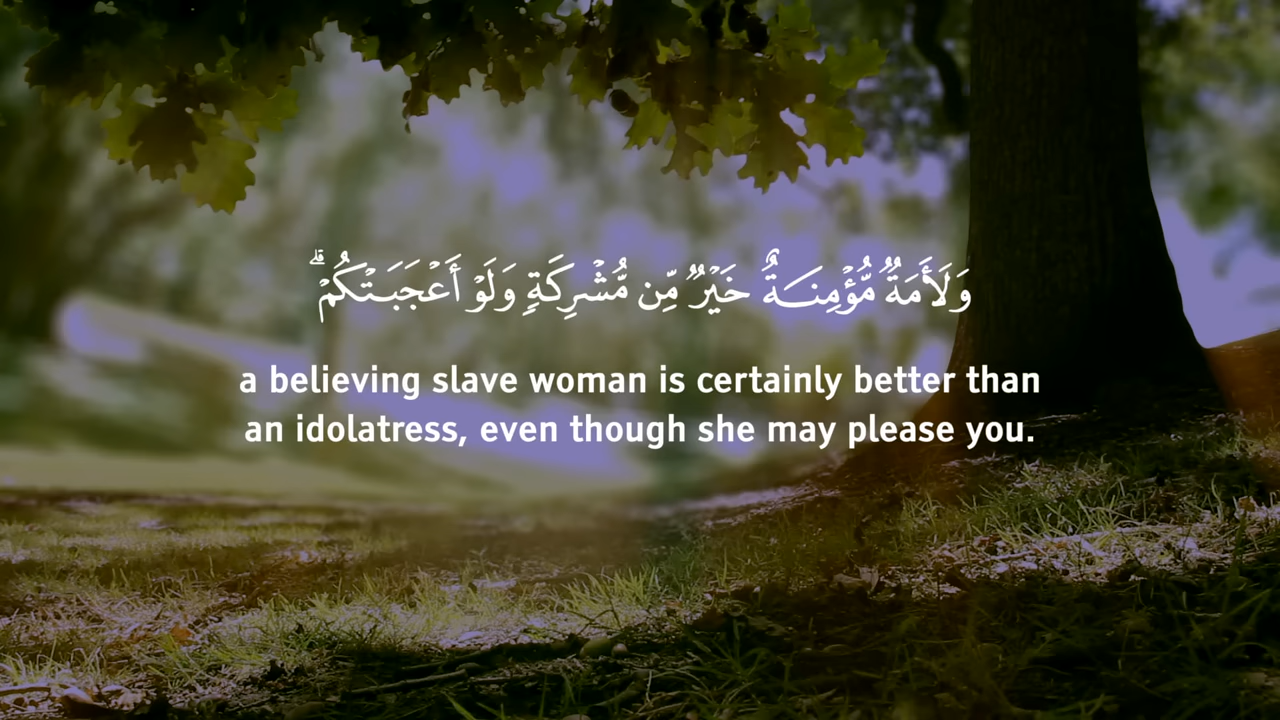 وَلَأَمَةٌ مُّؤْمِنَةٌ خَيْرٌ مِّن مُّشْرِكَةٍ وَلَوْ أَعْجَبَتْكُمْ ۗ
a believing slave woman is certainly better than
an idolatress, even though she may please you.